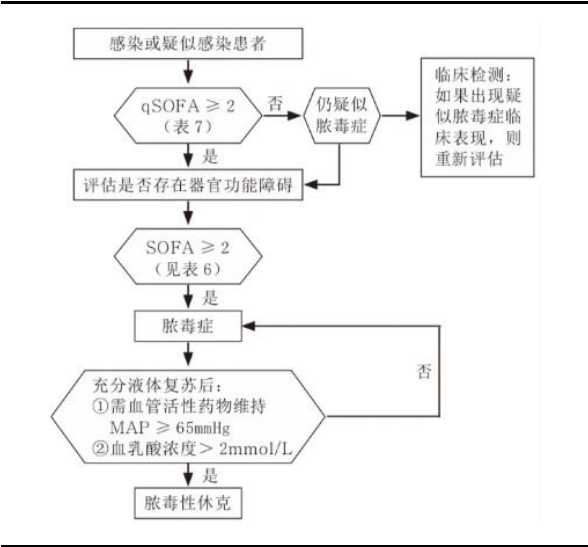 感染或疑似感染患者
qSOFA ≥ 2
（表 7）
否
仍疑似
脓毒症
临床检测：
如果出现疑
似脓毒症临
床表现，则
重新评估
是
评估是否存在器官功能障碍
SOFA ≥ 2
（见表 6）
是
脓毒症
否
充分液体复苏后：
①需血管活性药物维持
MAP ≥ 65mmHg
②血乳酸浓度 > 2mmol/L
是
脓毒性休克